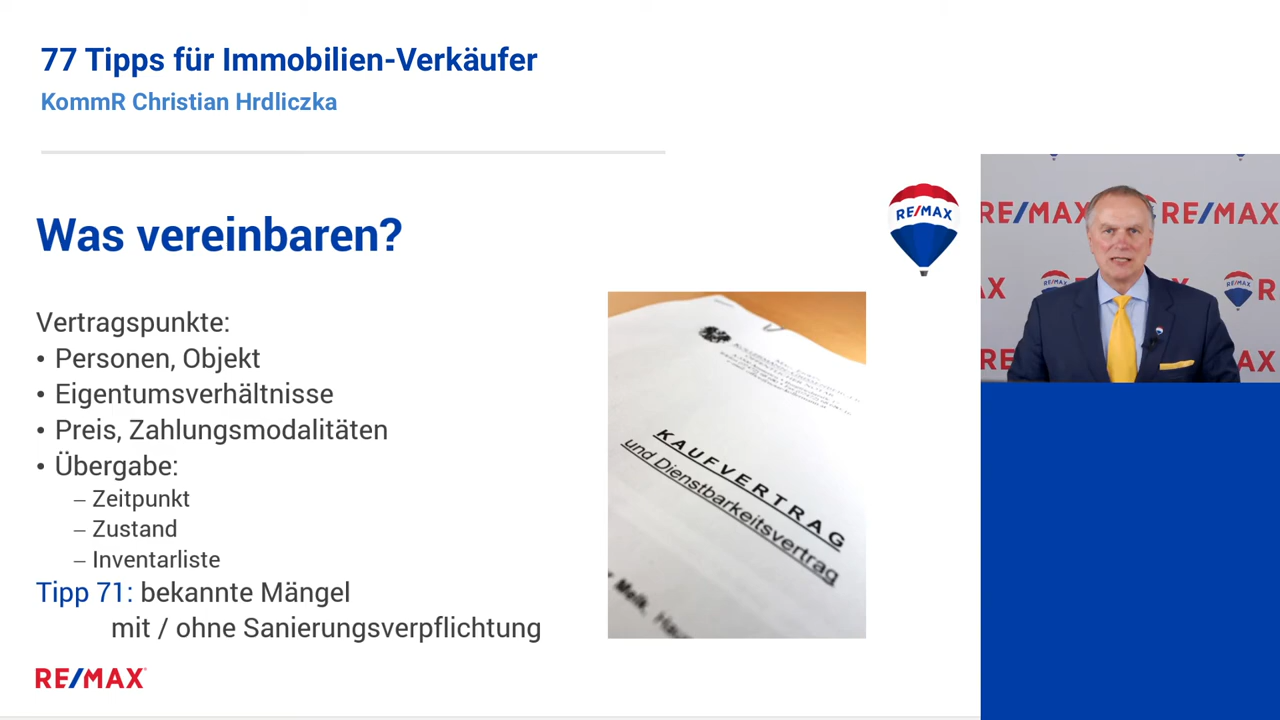 77 Tipps für Immobilien-Verkäufer
KommR Christian Hrdliczka
Was vereinbaren?
Vertragspunkte:
• Personen, Objekt
• Eigentumsverhältnisse
• Preis, Zahlungsmodalitäten
• Übergabe:
– Zeitpunkt
– Zustand
– Inventarliste
Tipp 71: bekannte Mängel
mit / ohne Sanierungsverpflichtung
RE/MAX
KAUFVERTRAG
und Dienstbarkeitsvertrag
Melk,
RE/MAX
RE/MAX
RE/MAX